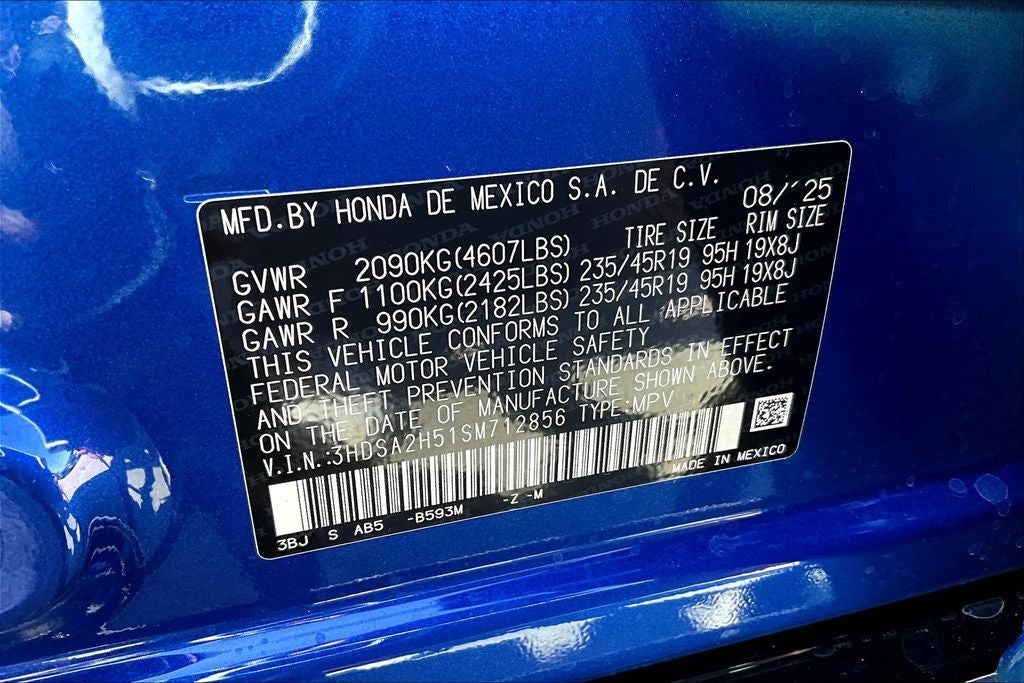 MFD.BY HONDA DE MEXICO S.A. DE C.V.
08/´25
TIRE SIZE RIM SIZE
GVWR 2090KG(4607LBS)
GAWR F 1100KG(2425LBS) 235/45R19 95H 19X8J
GAWR R 990KG(2182LBS) 235/45R19 95H 19X8J
THIS VEHICLE CONFORMS TO ALL APPLICABLE
FEDERAL MOTOR VEHICLE SAFETY
AND THEFT PREVENTION STANDARDS IN EFFECT
ON THE DATE OF MANUFACTURE SHOWN ABOVE.
V.I.N.:3HDSA2H51SM712856 TYPE:MPV
MADE IN MEXICO
3BJ S AB5 -B593M -Z -M